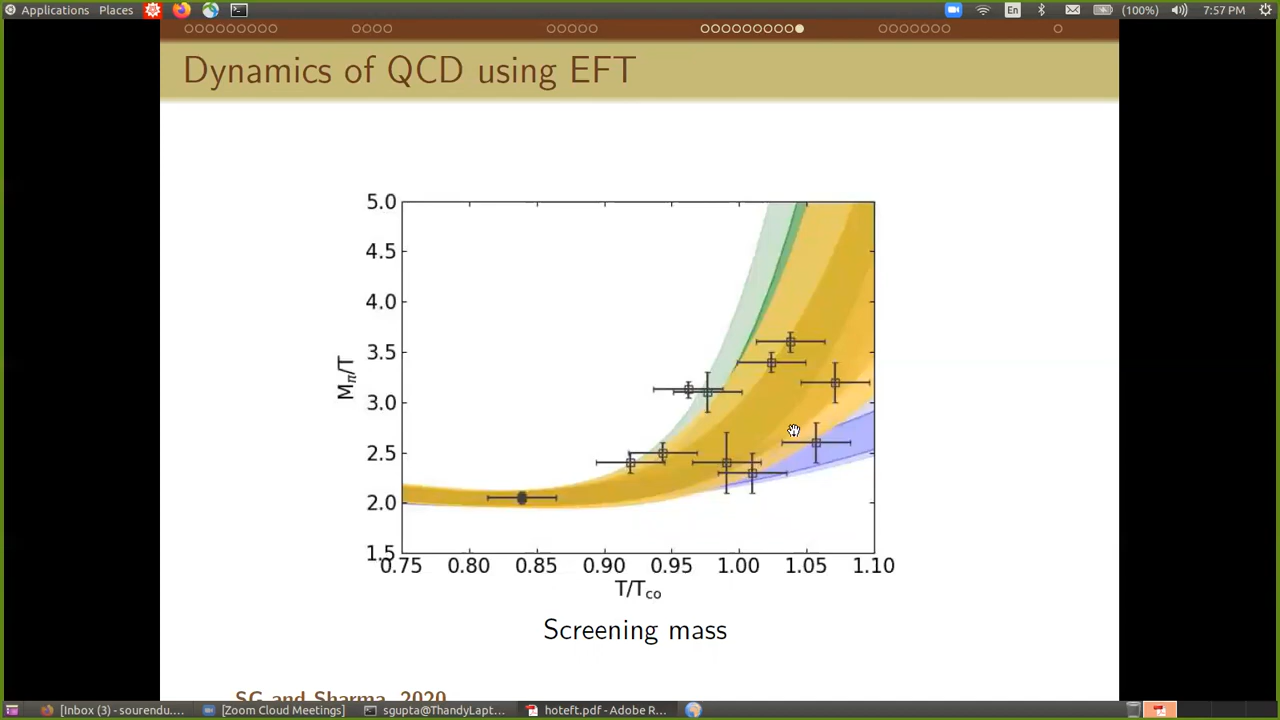 Applications Places En (100%) 7:57 PM
Dynamics of QCD using EFT
5.0
4.5
4.0
3.5
3.0
2.5
2.0
1.5
Mπ/T
0.75 0.80 0.85 0.90 0.95 1.00 1.05 1.10
T/Tco
Screening mass
SG and Sharma, 2020
[Inbox (3) - sourendu.... [Zoom Cloud Meetings] sgupta@ThandyLapt... hoteft.pdf - Adobe R...